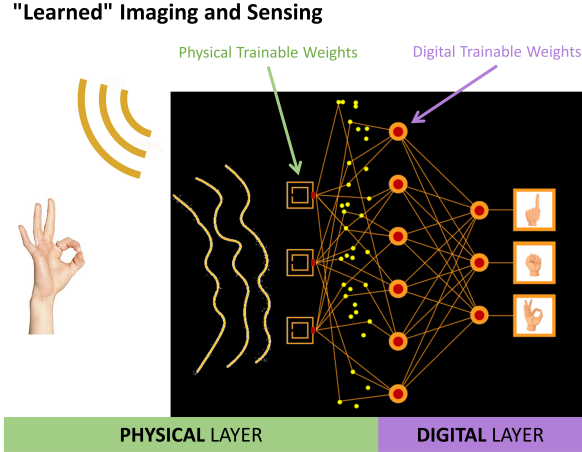 "Learned" Imaging and Sensing
Physical Trainable Weights
Digital Trainable Weights
PHYSICAL LAYER
DIGITAL LAYER